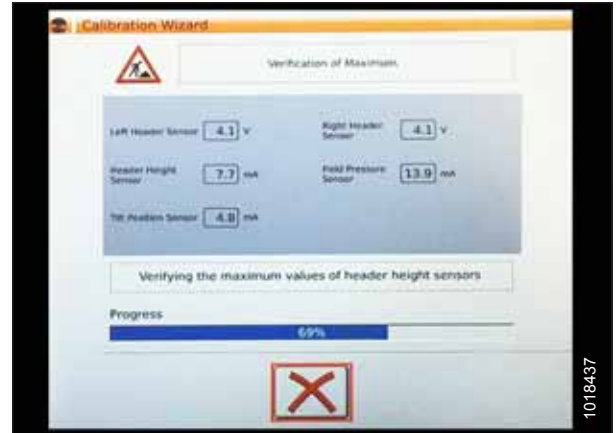 Calibration Wizard
Verification of Maximum
Left Header Sensor 4.1 V
Right Header Sensor 4.1 V
Header Height Sensor 7.7 mA
Field Pressure Sensor 13.9 mA
Tilt Position Sensor 4.8 mA
Verifying the maximum values of header height sensors
Progress
69%
1018437